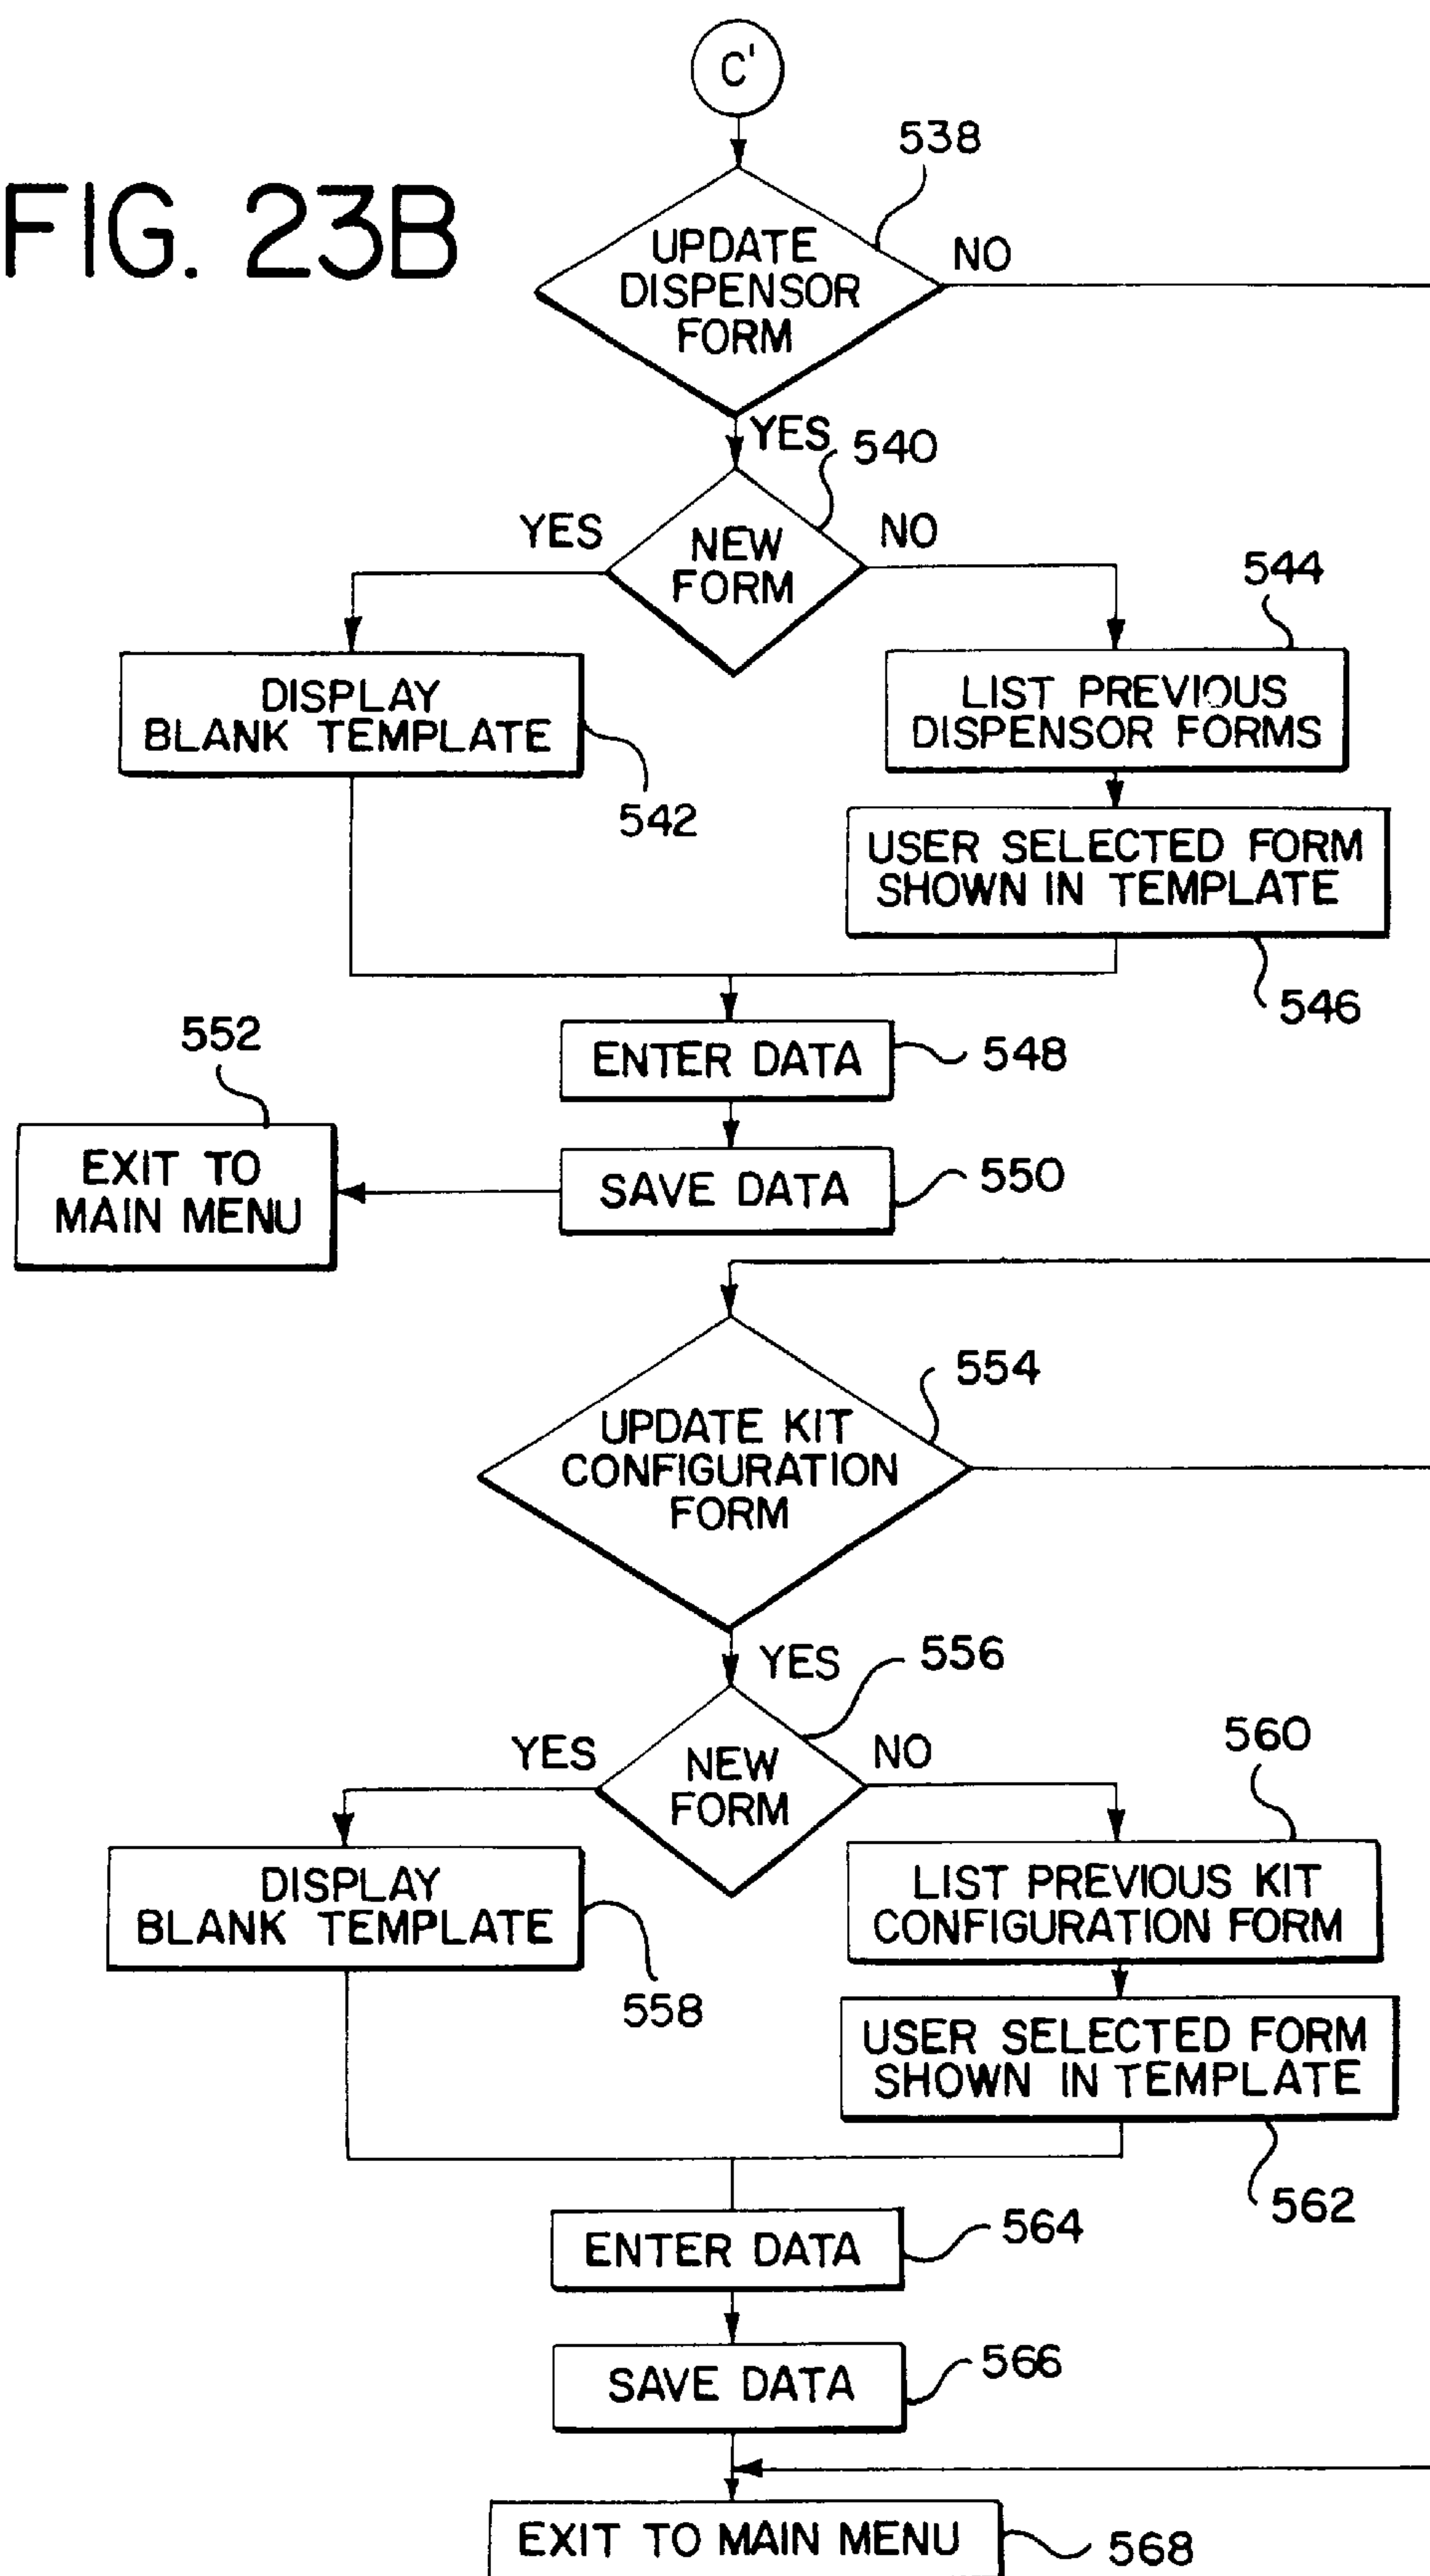 C'
FIG. 23B
538
UPDATE
DISPENSOR
FORM
NO
YES
540
YES
NEW
FORM
NO
544
DISPLAY
BLANK TEMPLATE
542
LIST PREVIOUS
DISPENSOR FORMS
USER SELECTED FORM
SHOWN IN TEMPLATE
546
552
ENTER DATA
548
EXIT TO
MAIN MENU
SAVE DATA
550
554
UPDATE KIT
CONFIGURATION
FORM
YES
556
YES
NEW
FORM
NO
560
DISPLAY
BLANK TEMPLATE
558
LIST PREVIOUS KIT
CONFIGURATION FORM
USER SELECTED FORM
SHOWN IN TEMPLATE
562
ENTER DATA
564
SAVE DATA
566
EXIT TO MAIN MENU
568